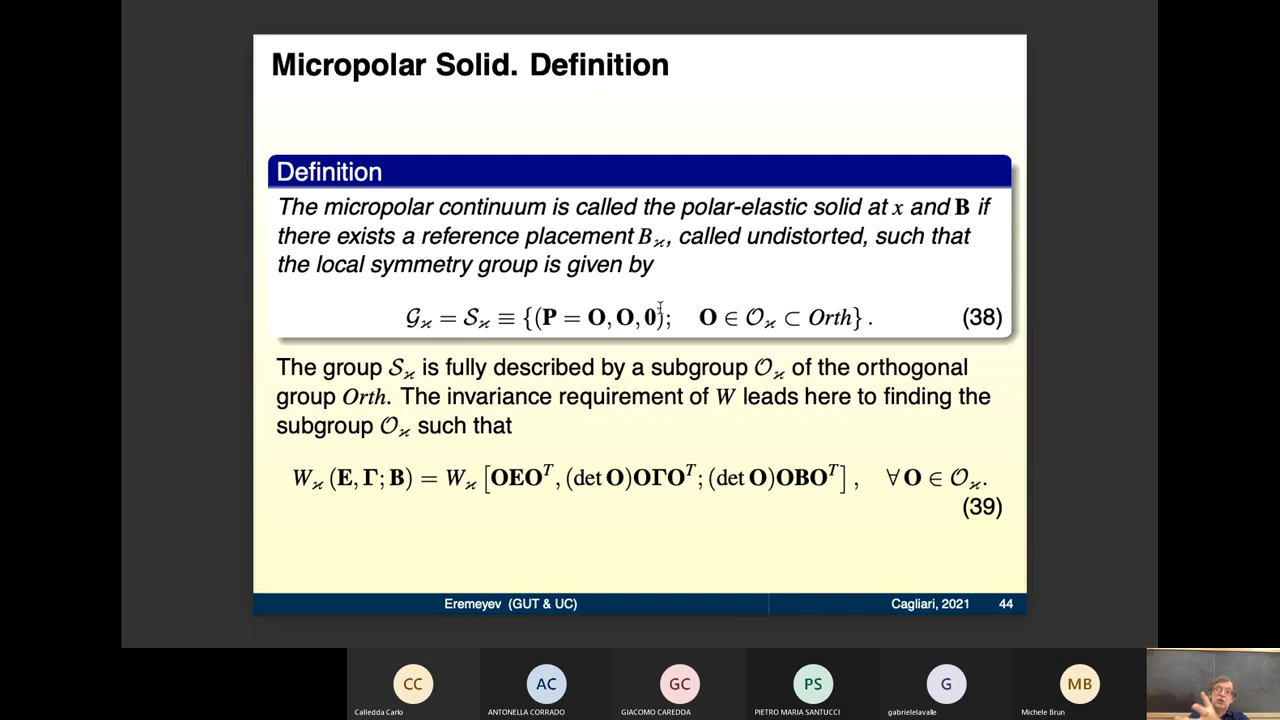 Micropolar Solid. Definition
Definition
The micropolar continuum is called the polar-elastic solid at x and B if
there exists a reference placement Bϰ, called undistorted, such that
the local symmetry group is given by
𝒢ϰ = 𝒮ϰ ≡ {(P = O, O, 0); O ∈ 𝒪ϰ ⊂ Orth} . (38)
The group 𝒮ϰ is fully described by a subgroup 𝒪ϰ of the orthogonal
group Orth. The invariance requirement of W leads here to finding the
subgroup 𝒪ϰ such that
Wϰ (E, Γ; B) = Wϰ [OEOᵀ, (det O)OΓOᵀ; (det O)OBOᵀ] , ∀ O ∈ 𝒪ϰ.
(39)
Eremeyev (GUT & UC) Cagliari, 2021 44
CC AC GC PS G MB
Calledda Carlo ANTONELLA CORRADO GIACOMO CAREDDA PIETRO MARIA SANTUCCI gabrielelavalle Michele Brun